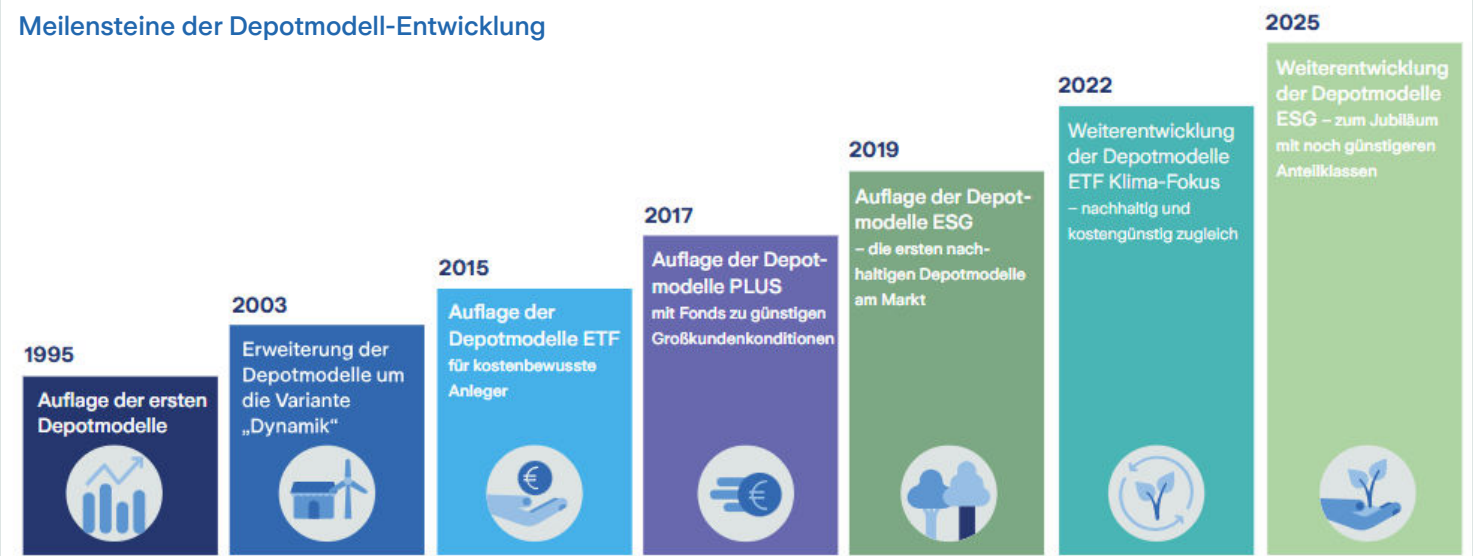 Meilensteine der Depotmodell-Entwicklung
1995
Auflage der ersten
Depotmodelle
2003
Erweiterung der
Depotmodelle um
die Variante
„Dynamik“
2015
Auflage der
Depotmodelle ETF
für kostenbewusste
Anleger
2017
Auflage der Depot-
modelle PLUS
mit Fonds zu günstigen
Großkundenkonditionen
2019
Auflage der Depot-
modelle ESG
– die ersten nach-
haltigen Depotmodelle
am Markt
2022
Weiterentwicklung
der Depotmodelle
ETF Klima-Fokus
– nachhaltig und
kostengünstig zugleich
2025
Weiterentwicklung
der Depotmodelle
ESG – zum Jubiläum
mit noch günstigeren
Anteilklassen
€
€